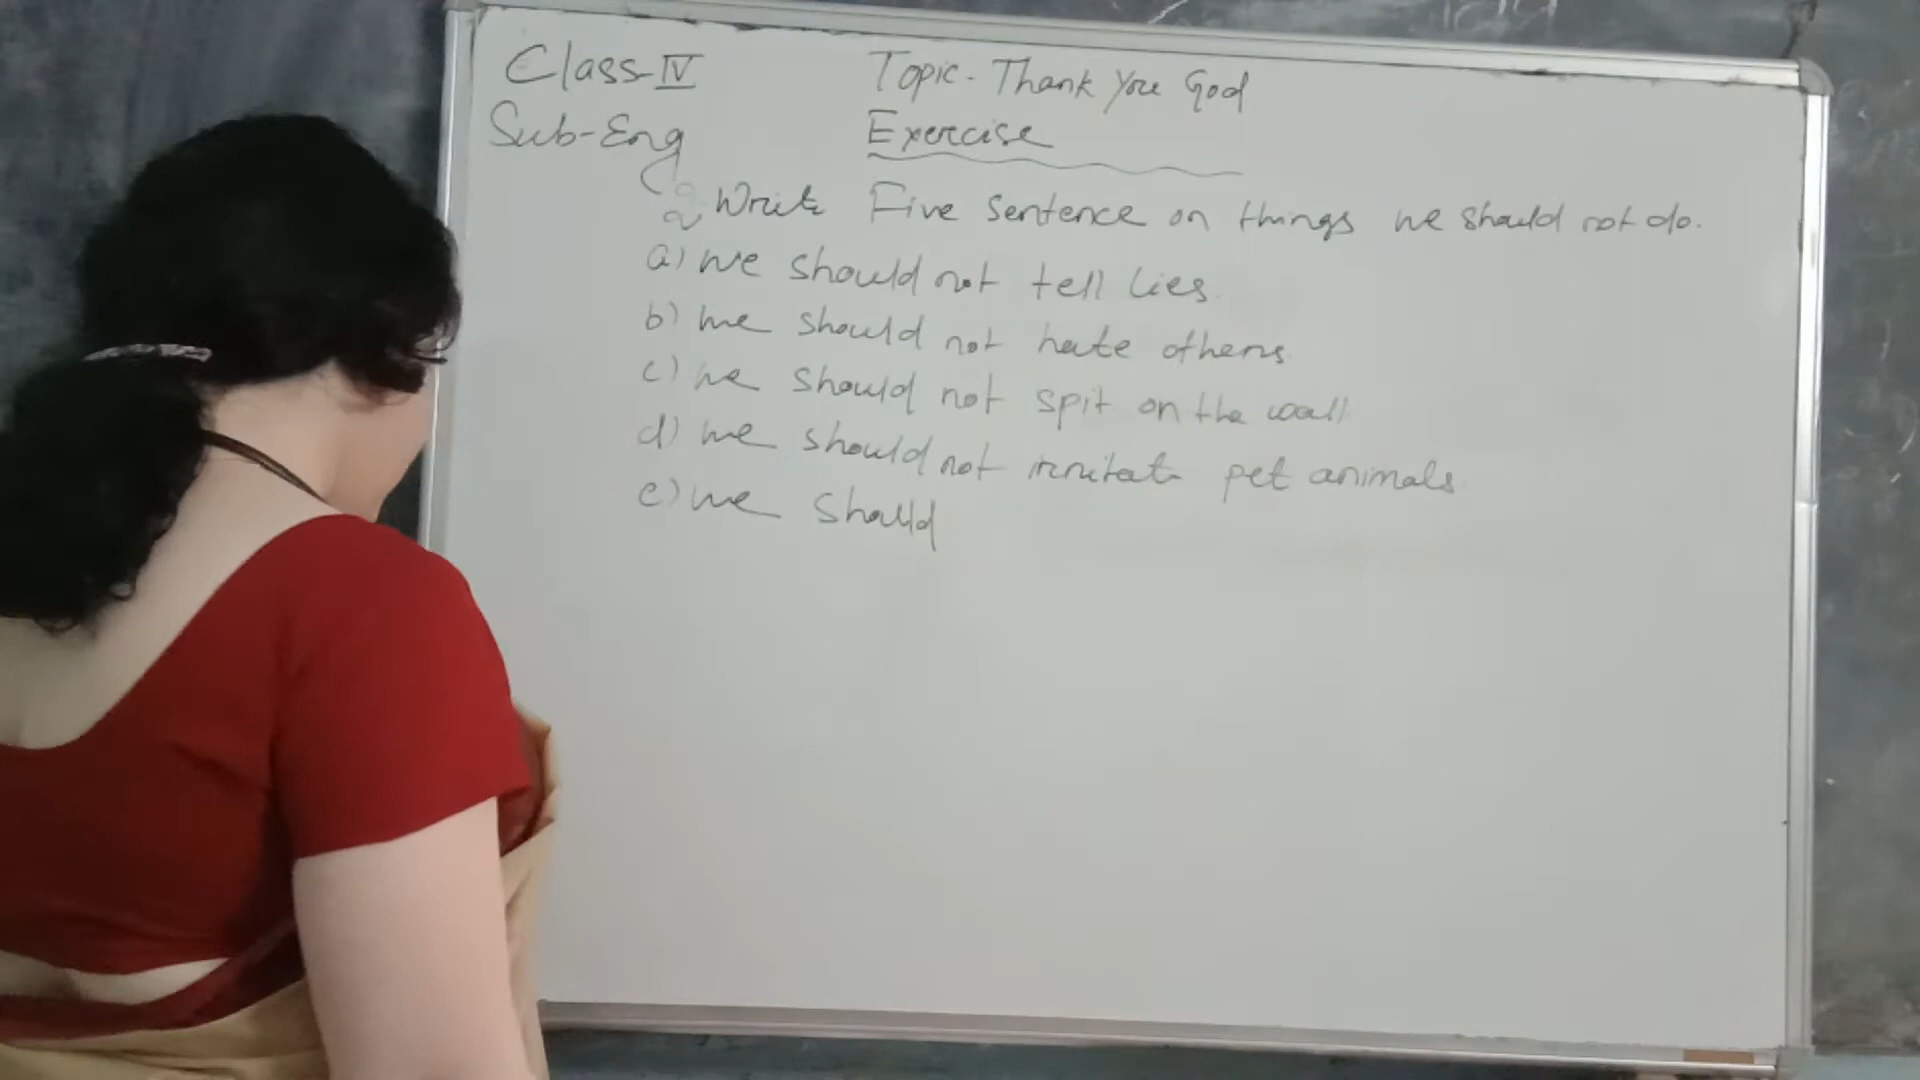 Class-IV Topic- Thank You God
Sub-Eng Exercise
Write Five sentence on things we should not do.
a) we should not tell lies.
b) we should not hate others
c) we should not spit on the wall
d) we should not irritate pet animals
e) we should